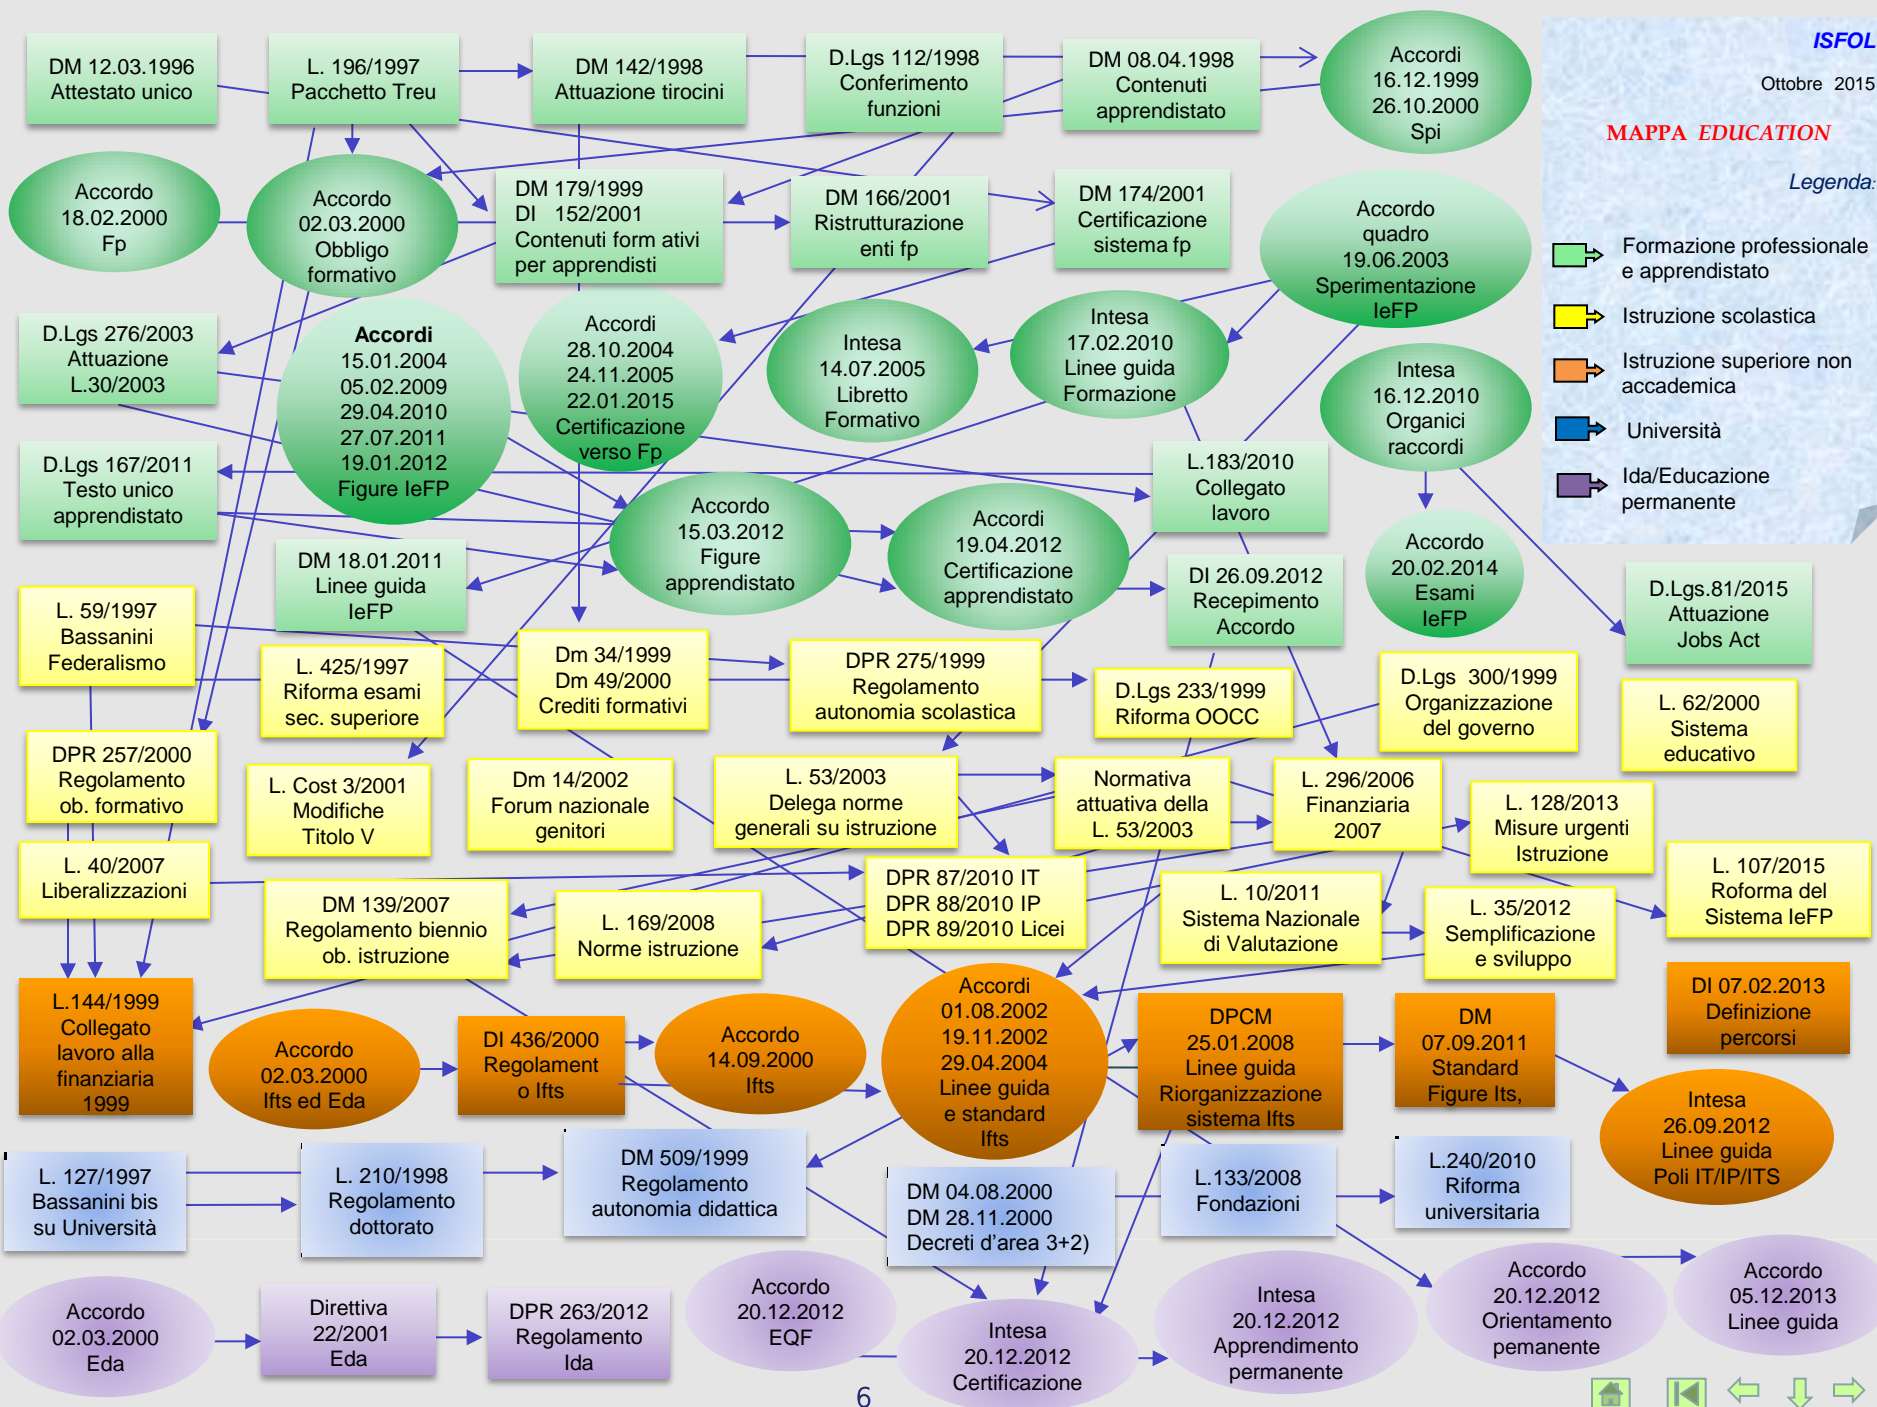 DM 12.03.1996
Attestato unico
L. 196/1997
Pacchetto Treu
DM 142/1998
Attuazione tirocini
D.Lgs 112/1998
Conferimento
funzioni
DM 08.04.1998
Contenuti
apprendistato
Accordi
16.12.1999
26.10.2000
Spi
ISFOL
Ottobre 2015
MAPPA EDUCATION
Legenda:
Formazione professionale
e apprendistato
Istruzione scolastica
Istruzione superiore non
accademica
Università
Ida/Educazione
permanente
Accordo
18.02.2000
Fp
Accordo
02.03.2000
Obbligo
formativo
DM 179/1999
DI 152/2001
Contenuti form ativi
per apprendisti
DM 166/2001
Ristrutturazione
enti fp
DM 174/2001
Certificazione
sistema fp
Accordo
quadro
19.06.2003
Sperimentazione
IeFP
D.Lgs 276/2003
Attuazione
L.30/2003
Accordi
15.01.2004
05.02.2009
29.04.2010
27.07.2011
19.01.2012
Figure IeFP
Accordi
28.10.2004
24.11.2005
22.01.2015
Certificazione
verso Fp
Intesa
14.07.2005
Libretto
Formativo
Intesa
17.02.2010
Linee guida
Formazione
Intesa
16.12.2010
Organici
raccordi
D.Lgs 167/2011
Testo unico
apprendistato
Accordo
15.03.2012
Figure
apprendistato
Accordi
19.04.2012
Certificazione
apprendistato
L.183/2010
Collegato
lavoro
DM 18.01.2011
Linee guida
IeFP
DI 26.09.2012
Recepimento
Accordo
Accordo
20.02.2014
Esami
IeFP
D.Lgs.81/2015
Attuazione
Jobs Act
L. 59/1997
Bassanini
Federalismo
L. 425/1997
Riforma esami
sec. superiore
Dm 34/1999
Dm 49/2000
Crediti formativi
DPR 275/1999
Regolamento
autonomia scolastica
D.Lgs 233/1999
Riforma OOCC
D.Lgs 300/1999
Organizzazione
del governo
L. 62/2000
Sistema
educativo
DPR 257/2000
Regolamento
ob. formativo
L. Cost 3/2001
Modifiche
Titolo V
Dm 14/2002
Forum nazionale
genitori
L. 53/2003
Delega norme
generali su istruzione
Normativa
attuativa della
L. 53/2003
L. 296/2006
Finanziaria
2007
L. 128/2013
Misure urgenti
Istruzione
L. 40/2007
Liberalizzazioni
DM 139/2007
Regolamento biennio
ob. istruzione
L. 169/2008
Norme istruzione
DPR 87/2010 IT
DPR 88/2010 IP
DPR 89/2010 Licei
L. 10/2011
Sistema Nazionale
di Valutazione
L. 35/2012
Semplificazione
e sviluppo
L. 107/2015
Roforma del
Sistema IeFP
L.144/1999
Collegato
lavoro alla
finanziaria
1999
Accordo
02.03.2000
Ifts ed Eda
DI 436/2000
Regolament
o Ifts
Accordo
14.09.2000
Ifts
Accordi
01.08.2002
19.11.2002
29.04.2004
Linee guida
e standard
Ifts
DPCM
25.01.2008
Linee guida
Riorganizzazione
sistema Ifts
DM
07.09.2011
Standard
Figure Its,
DI 07.02.2013
Definizione
percorsi
Intesa
26.09.2012
Linee guida
Poli IT/IP/ITS
L. 127/1997
Bassanini bis
su Università
L. 210/1998
Regolamento
dottorato
DM 509/1999
Regolamento
autonomia didattica
DM 04.08.2000
DM 28.11.2000
Decreti d'area 3+2)
L.133/2008
Fondazioni
L.240/2010
Riforma
universitaria
Accordo
02.03.2000
Eda
Direttiva
22/2001
Eda
DPR 263/2012
Regolamento
Ida
Accordo
20.12.2012
EQF
Intesa
20.12.2012
Certificazione
Intesa
20.12.2012
Apprendimento
permanente
Accordo
20.12.2012
Orientamento
pemanente
Accordo
05.12.2013
Linee guida
6